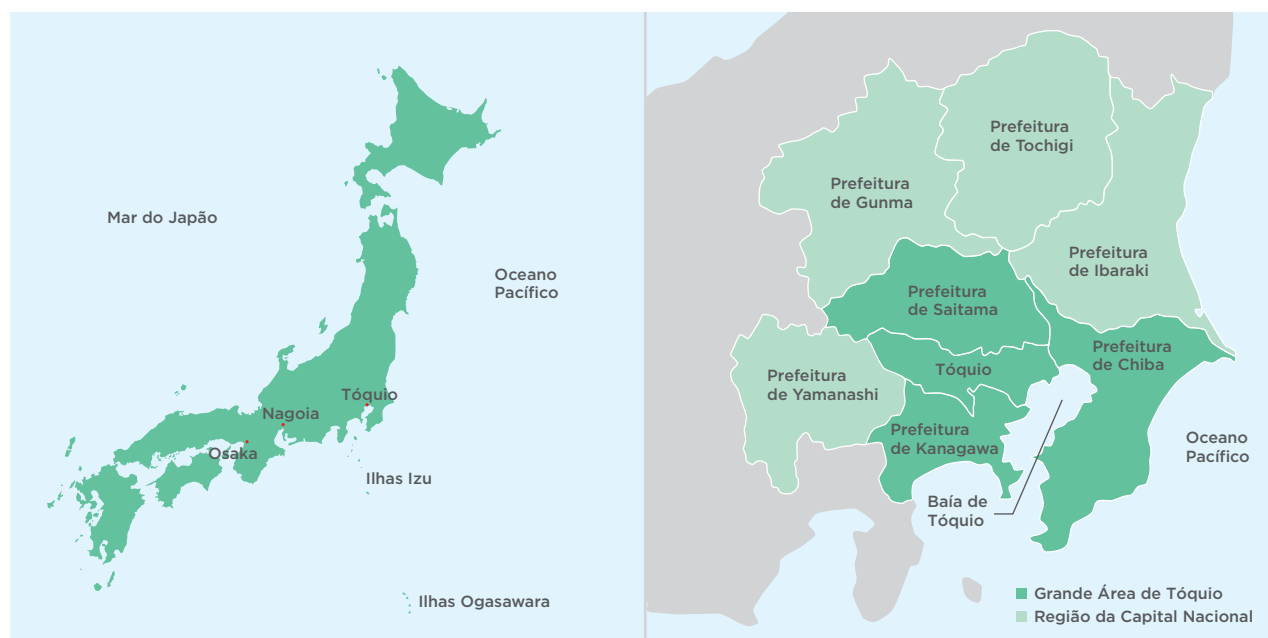 Mar do Japão
Oceano
Pacífico
Tóquio
Nagoia
Osaka
Ilhas Izu
Ilhas Ogasawara
Prefeitura
de Tochigi
Prefeitura
de Gunma
Prefeitura
de Ibaraki
Prefeitura
de Saitama
Prefeitura
de Chiba
Tóquio
Prefeitura
de Yamanashi
Prefeitura
de Kanagawa
Oceano
Pacífico
Baía de
Tóquio
Grande Área de Tóquio
Região da Capital Nacional